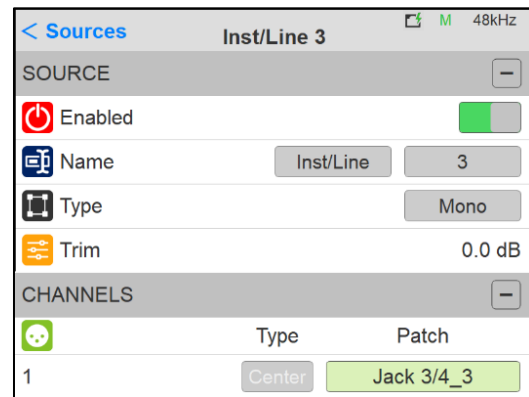 < Sources Inst/Line 3 M 48kHz
SOURCE
Enabled
Name Inst/Line 3
Type Mono
Trim 0.0 dB
CHANNELS
Type Patch
1 Center Jack 3/4_3